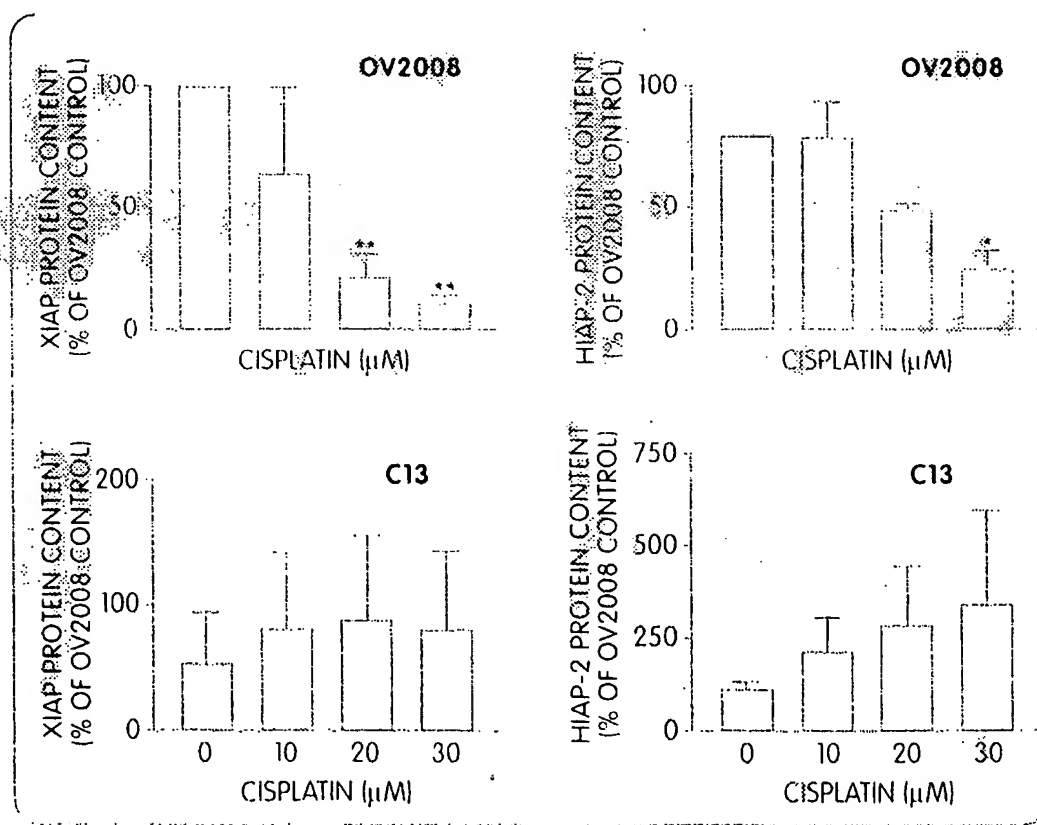 OV2008
XIAP PROTEIN CONTENT
(% OF OV2008 CONTROL)
100
50
0
**
**
CISPLATIN (µM)
OV2008
HIAP-2 PROTEIN CONTENT
(% OF OV2008 CONTROL)
100
50
0
*
CISPLATIN (µM)
C13
XIAP PROTEIN CONTENT
(% OF OV2008 CONTROL)
200
100
0
0 10 20 30
CISPLATIN (µM)
C13
HIAP-2 PROTEIN CONTENT
(% OF OV2008 CONTROL)
750
500
250
0
0 10 20 30
CISPLATIN (µM)